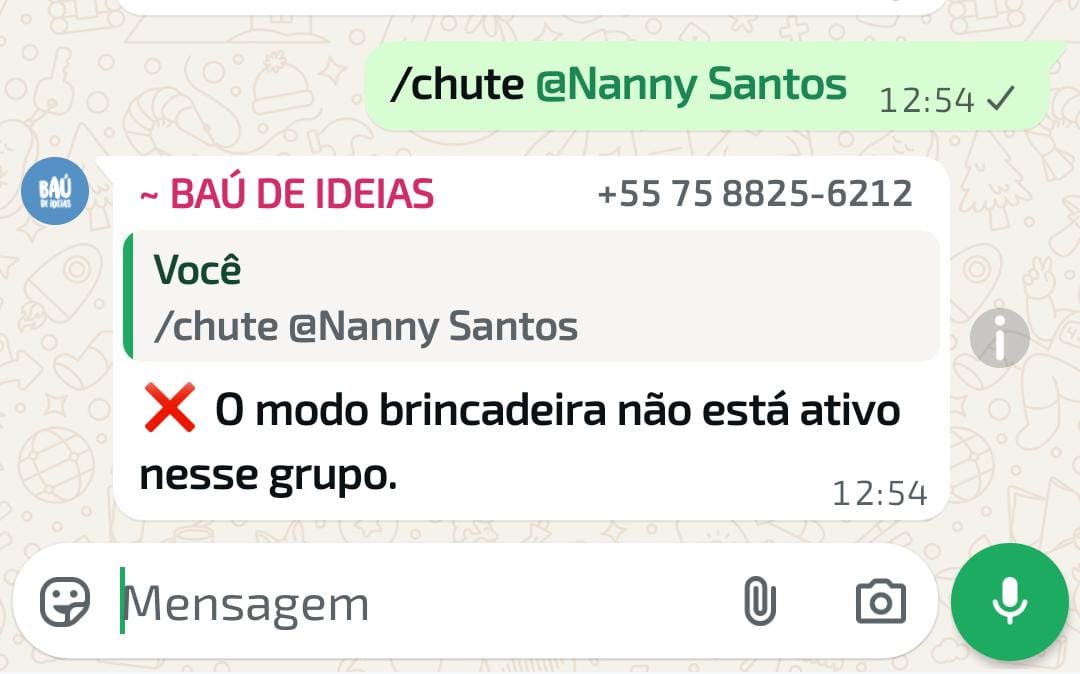 /chute @Nanny Santos
12:54
BAÚ
DE IDEIAS
~ BAÚ DE IDEIAS
+55 75 8825-6212
Você
/chute @Nanny Santos
❌ O modo brincadeira não está ativo
nesse grupo.
12:54
Mensagem